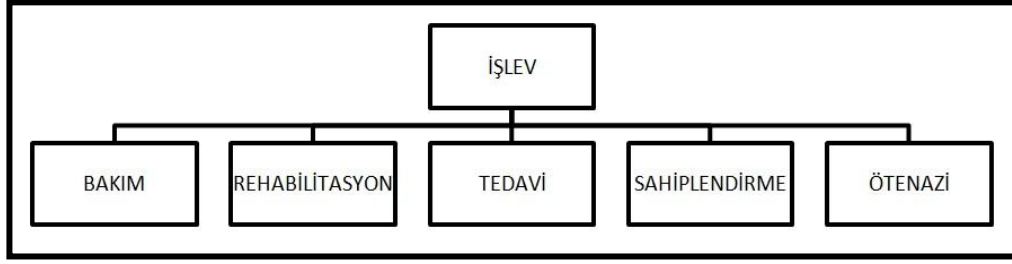 İŞLEV
BAKIM
REHABİLİTASYON
TEDAVİ
SAHİPLENDİRME
ÖTENAZİ